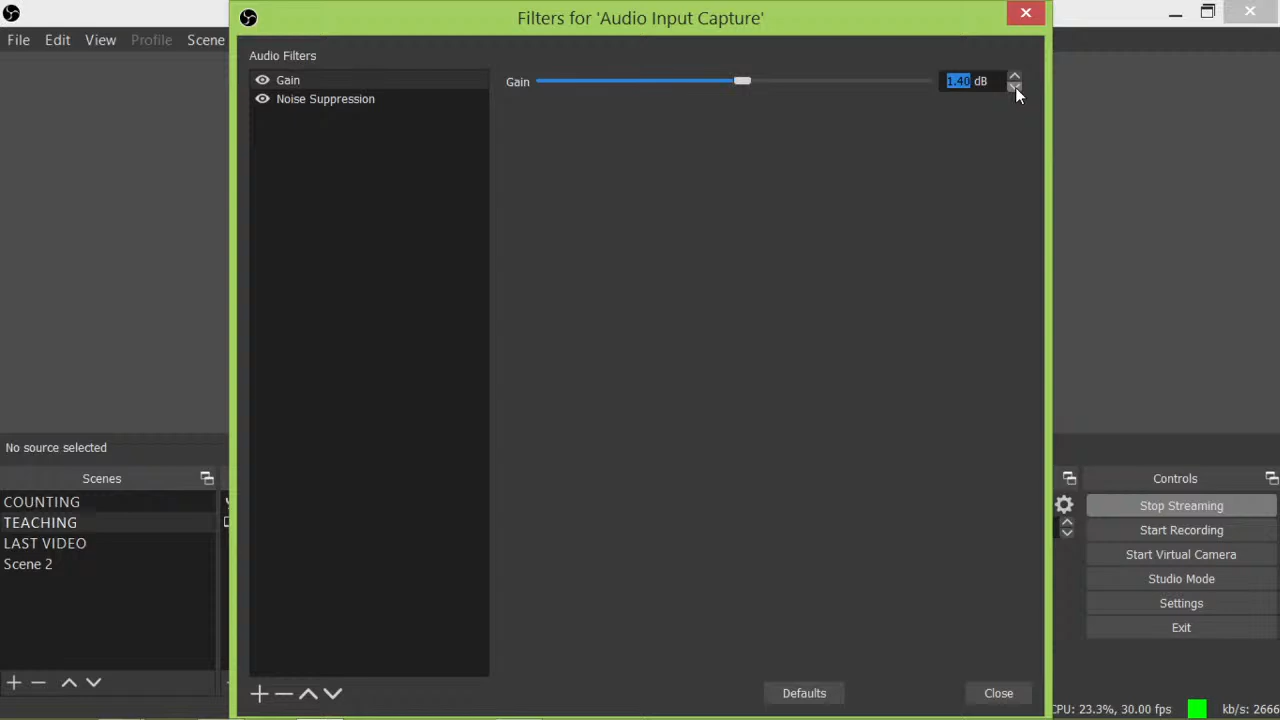 Filters for 'Audio Input Capture'
File Edit View Profile Scene
Audio Filters
Gain
Noise Suppression
Gain 1.40 dB
No source selected
Scenes
COUNTING
TEACHING
LAST VIDEO
Scene 2
Controls
Stop Streaming
Start Recording
Start Virtual Camera
Studio Mode
Settings
Exit
Defaults
Close
CPU: 23.3%, 30.00 fps
kb/s: 2666